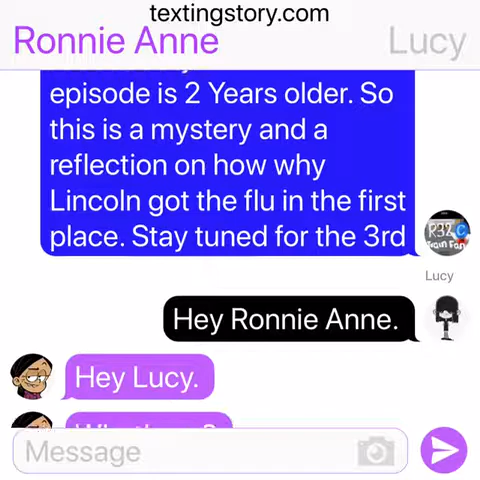 textingstory.com
Ronnie Anne
Lucy
episode is 2 Years older. So
this is a mystery and a
reflection on how why
Lincoln got the flu in the first
place. Stay tuned for the 3rd
Lucy
Hey Ronnie Anne.
Hey Lucy.
Message